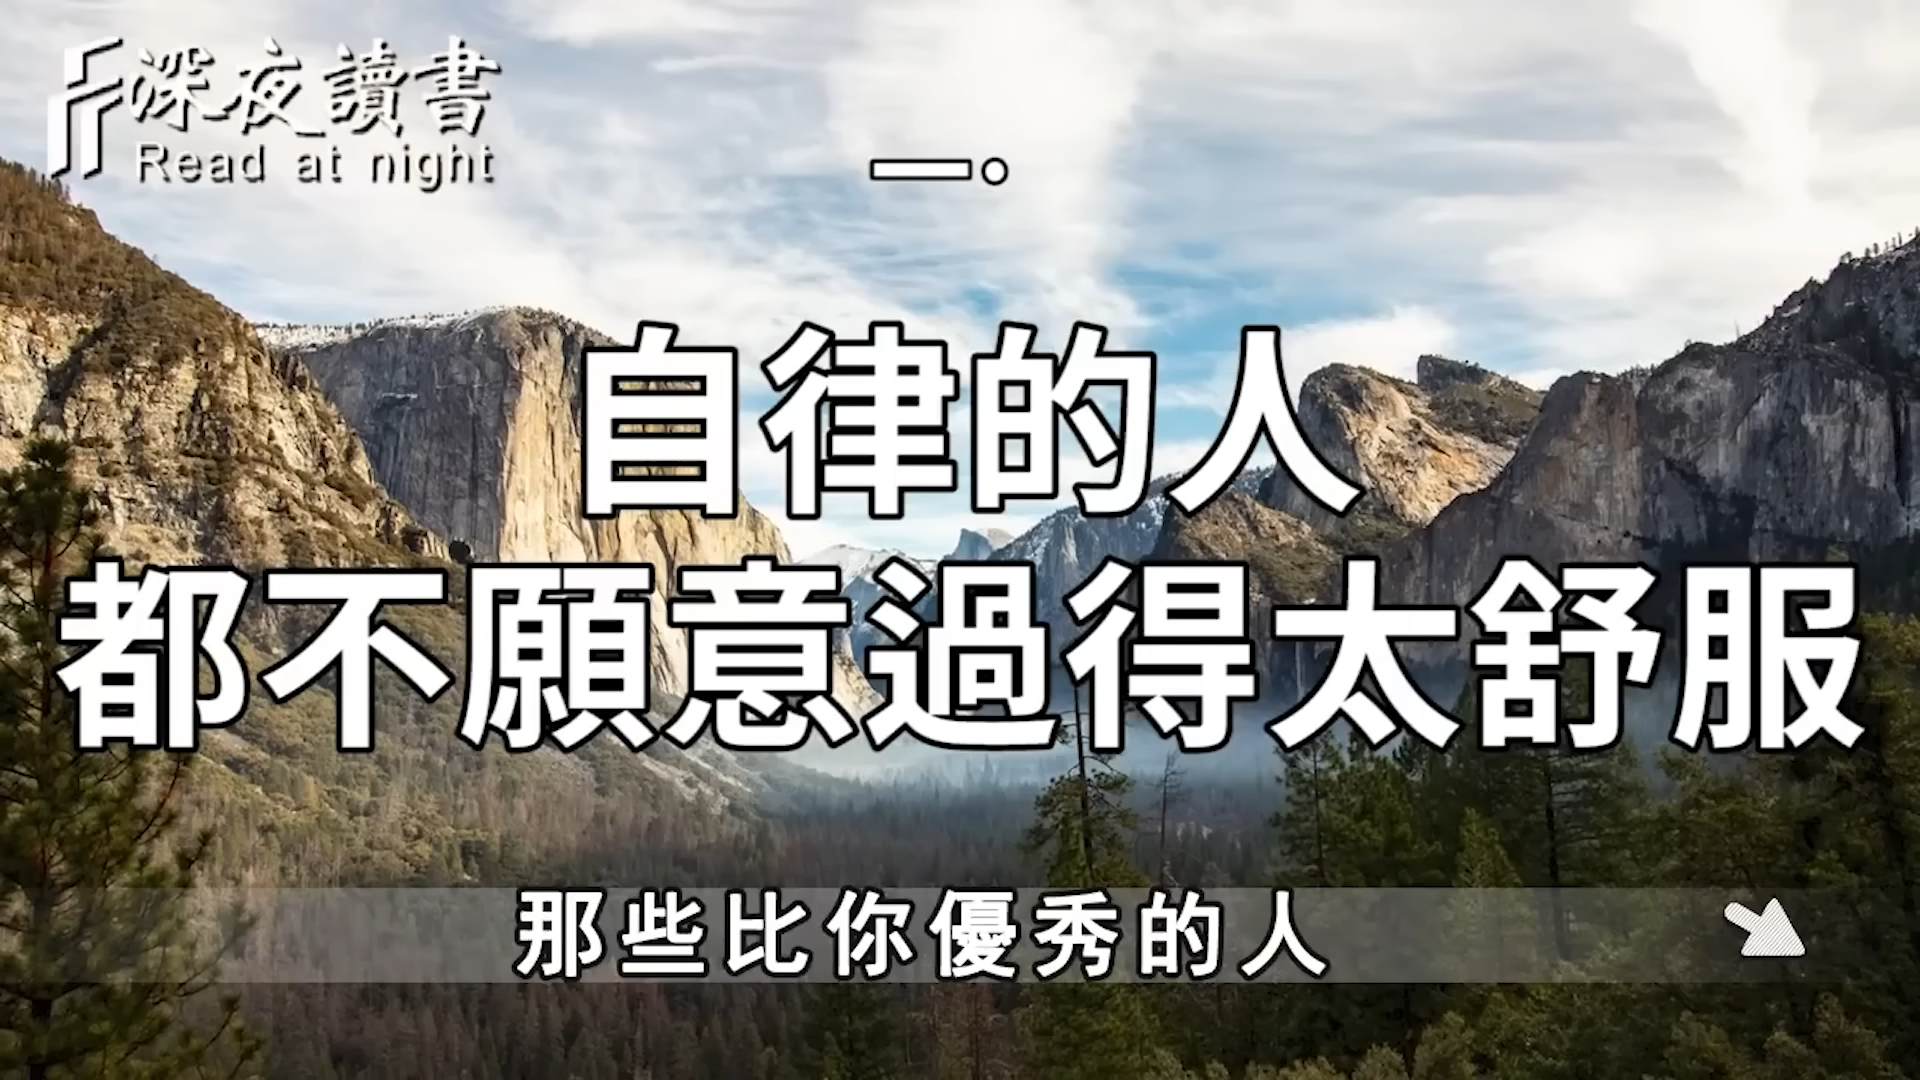 深夜讀書
Read at night
一.
自律的人
都不願意過得太舒服
那些比你優秀的人